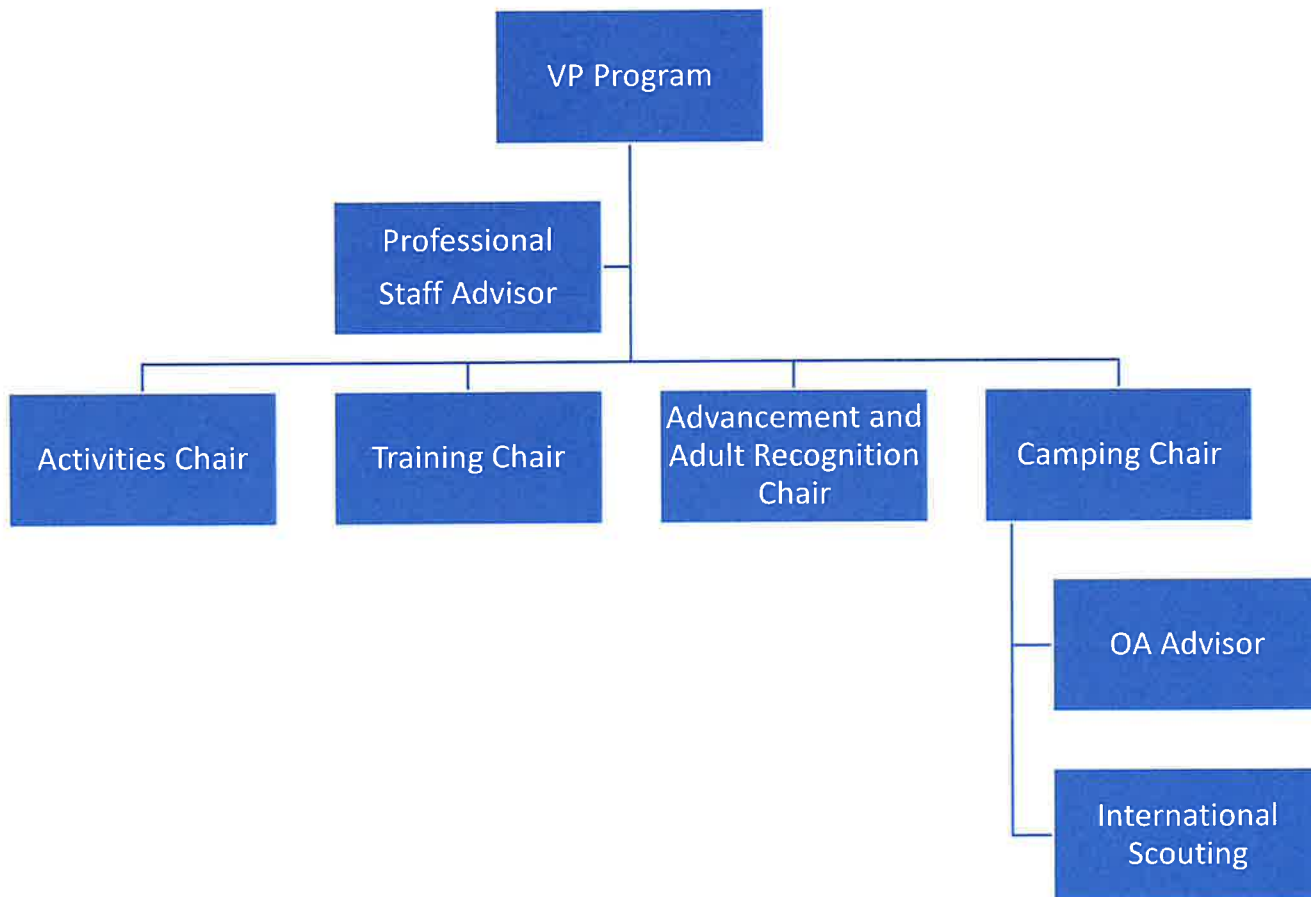 VP Program
Professional
Staff Advisor
Activities Chair
Training Chair
Advancement and
Adult Recognition
Chair
Camping Chair
OA Advisor
International
Scouting